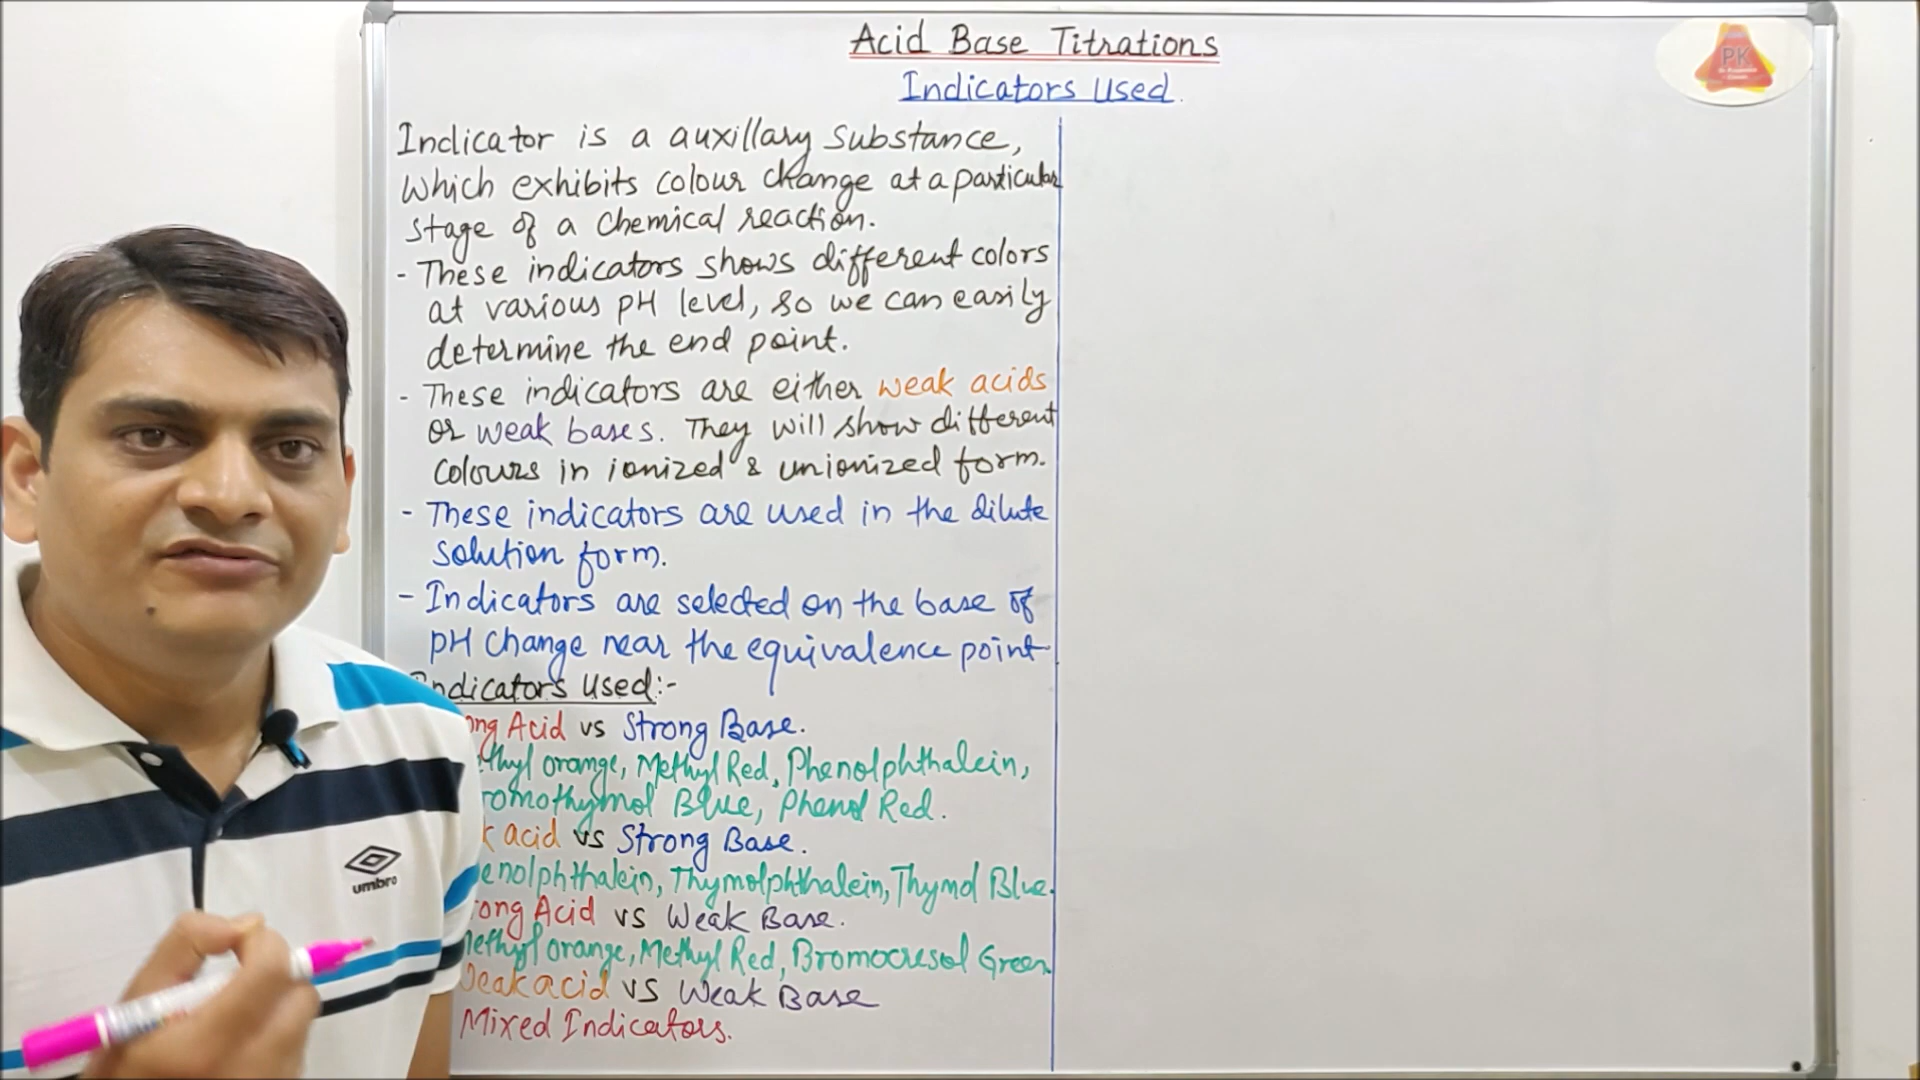 Acid Base Titrations
Indicators Used.
PK
Indicator is a auxillary Substance,
Which exhibits colour change at a particular
stage of a Chemical reaction.
- These indicators shows different colors
at various pH level, so we can easily
determine the end point.
- These indicators are either weak acids
or weak bases. They will show different
Colours in ionized & unionized form.
- These indicators are used in the dilute
solution form.
- Indicators are selected on the base of
pH Change near the equivalence point
ndicators Used:-
ong Acid vs Strong Base.
ethyl orange, Methyl Red, Phenolphthalein,
romothymol Blue, Phenol Red.
k acid vs Strong Base.
enolphthalein, Thymolphthalein, Thymol Blue.
rong Acid vs Weak Base.
Methyl orange, Methyl Red, Bromocresol Green.
Weak acid vs Weak Base
Mixed Indicators.
umbro